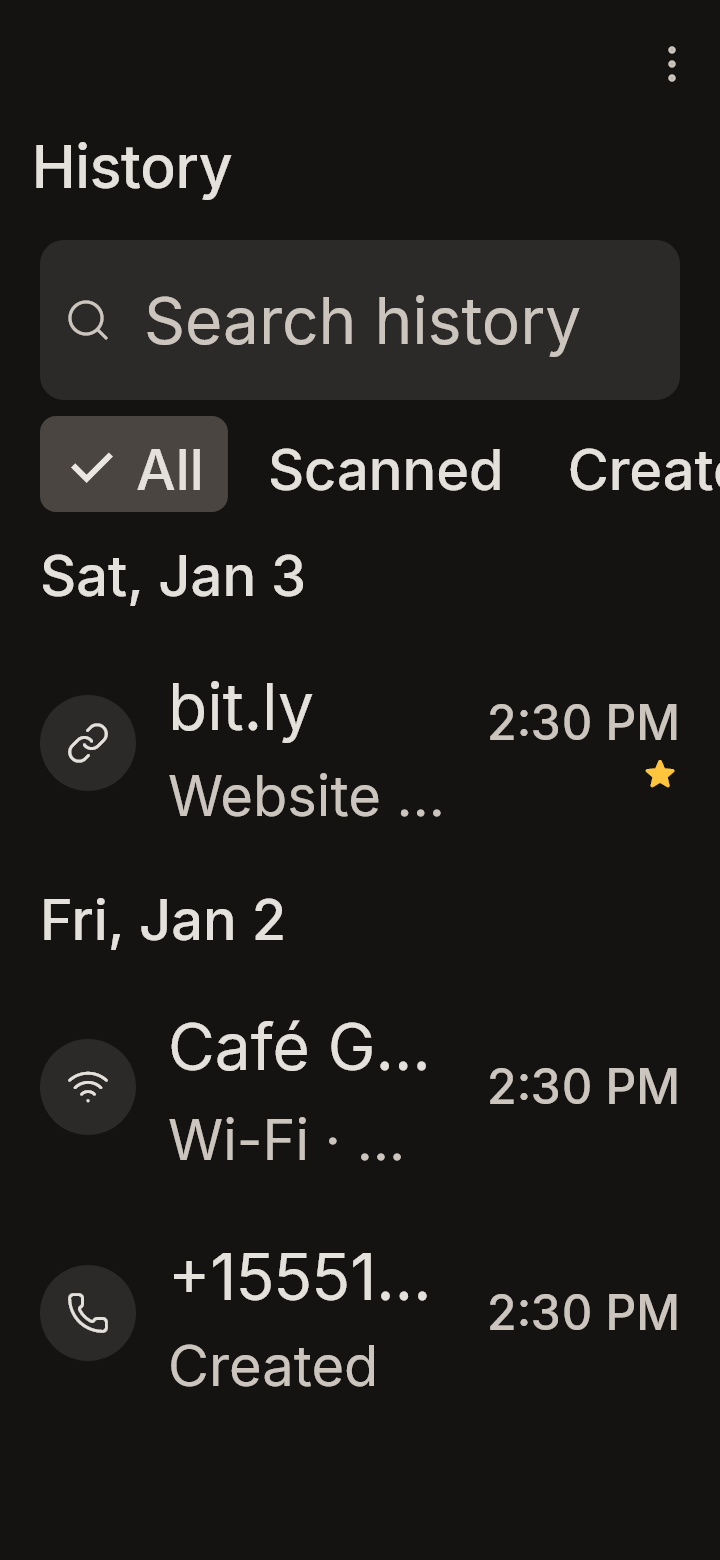 History
Search history
All Scanned Create
Sat, Jan 3
bit.ly
2:30 PM
Website ...
Fri, Jan 2
Café G...
2:30 PM
Wi-Fi · ...
+15551...
2:30 PM
Created